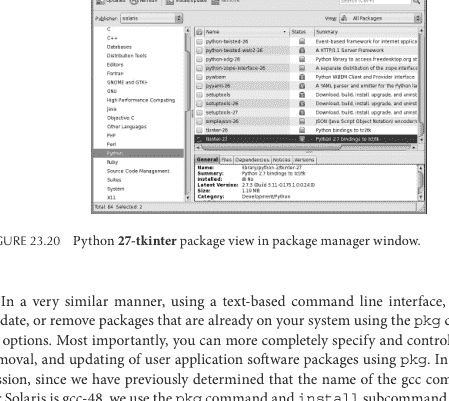 Publisher: solaris
View: All Packages
C
C++
Databases
Distribution Tools
Editors
Fortran
GNOME and GTK+
GNU
High Performance Computing
Java
Objective C
Other Languages
PHP
Perl
Python
Ruby
Source Code Management
Suites
System
X11
Name Status Summary
python-twisted-26 Event-based framework for internet applic
python-twisted-web2-26 A HTTP/1.1 Server Framework
python-xdg-26 Python library to access freedesktop.org st
python-zope-interface-26 A separate distribution of the zope.interfac
pywbem Python WBEM Client and Provider Interface
pyyaml-26 A YAML parser and emitter for the Python la
setuptools Download, build, install, upgrade, and uninst
setuptools-26 Download, build, install, upgrade, and uninst
setuptools-27 Download, build, install, upgrade, and uninst
simplejson-26 JSON (Java Script Object Notation) encoder/
tkinter-26 Python bindings to tcl/tk
tkinter-27 Python bindings to tcl/tk
General Files Dependencies Notices Versions
Name: library/python-2/tkinter-27
Summary: Python 2.7 bindings to tcl/tk
Installed: No
Latest Version:
Size: 1.19 MB
Category: Development/Python
Total: 84 Selected: 2
GURE 23.20 Python 27-tkinter package view in package manager window.
In a very similar manner, using a text-based command line interface,
date, or remove packages that are already on your system using the pkg c
options. Most importantly, you can more completely specify and control
moval, and updating of user application software packages using pkg. In
ssion, since we have previously determined that the name of the gcc com
Solaris is gcc-48, we use the pkg command and install subcommand